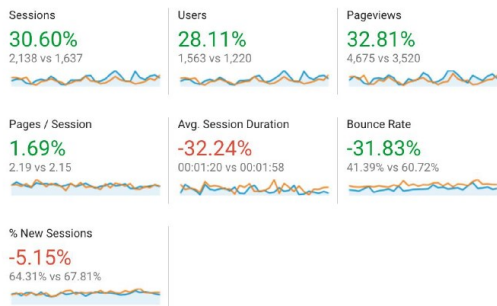 Sessions
30.60%
2,138 vs 1,637
Users
28.11%
1,563 vs 1,220
Pageviews
32.81%
4,675 vs 3,520
Pages / Session
1.69%
2.19 vs 2.15
Avg. Session Duration
-32.24%
00:01:20 vs 00:01:58
Bounce Rate
-31.83%
41.39% vs 60.72%
% New Sessions
-5.15%
64.31% vs 67.81%